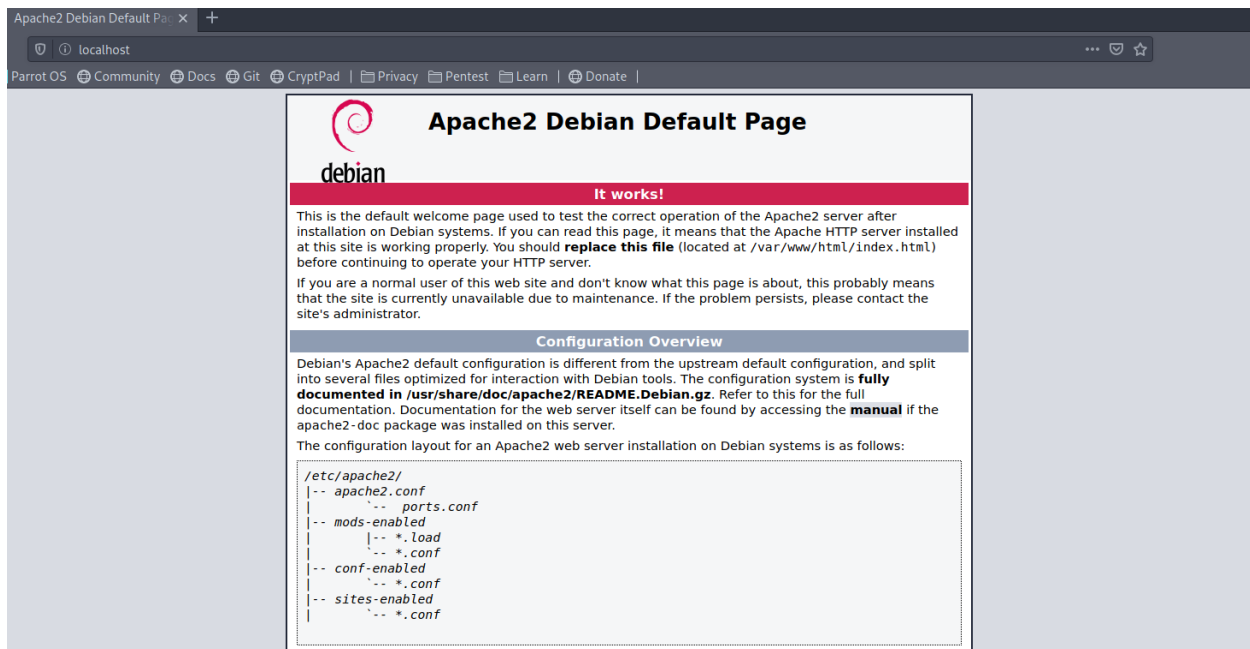 Apache2 Debian Default Pag
localhost
Parrot OS Community Docs Git CryptPad | Privacy Pentest Learn | Donate |
debian
Apache2 Debian Default Page
It works!
This is the default welcome page used to test the correct operation of the Apache2 server after
installation on Debian systems. If you can read this page, it means that the Apache HTTP server installed
at this site is working properly. You should replace this file (located at /var/www/html/index.html)
before continuing to operate your HTTP server.
If you are a normal user of this web site and don't know what this page is about, this probably means
that the site is currently unavailable due to maintenance. If the problem persists, please contact the
site's administrator.
Configuration Overview
Debian's Apache2 default configuration is different from the upstream default configuration, and split
into several files optimized for interaction with Debian tools. The configuration system is fully
documented in /usr/share/doc/apache2/README.Debian.gz. Refer to this for the full
documentation. Documentation for the web server itself can be found by accessing the manual if the
apache2-doc package was installed on this server.
The configuration layout for an Apache2 web server installation on Debian systems is as follows:
/etc/apache2/
|-- apache2.conf
|       `--  ports.conf
|-- mods-enabled
|       |-- *.load
|       `-- *.conf
|-- conf-enabled
|       `-- *.conf
|-- sites-enabled
|       `-- *.conf